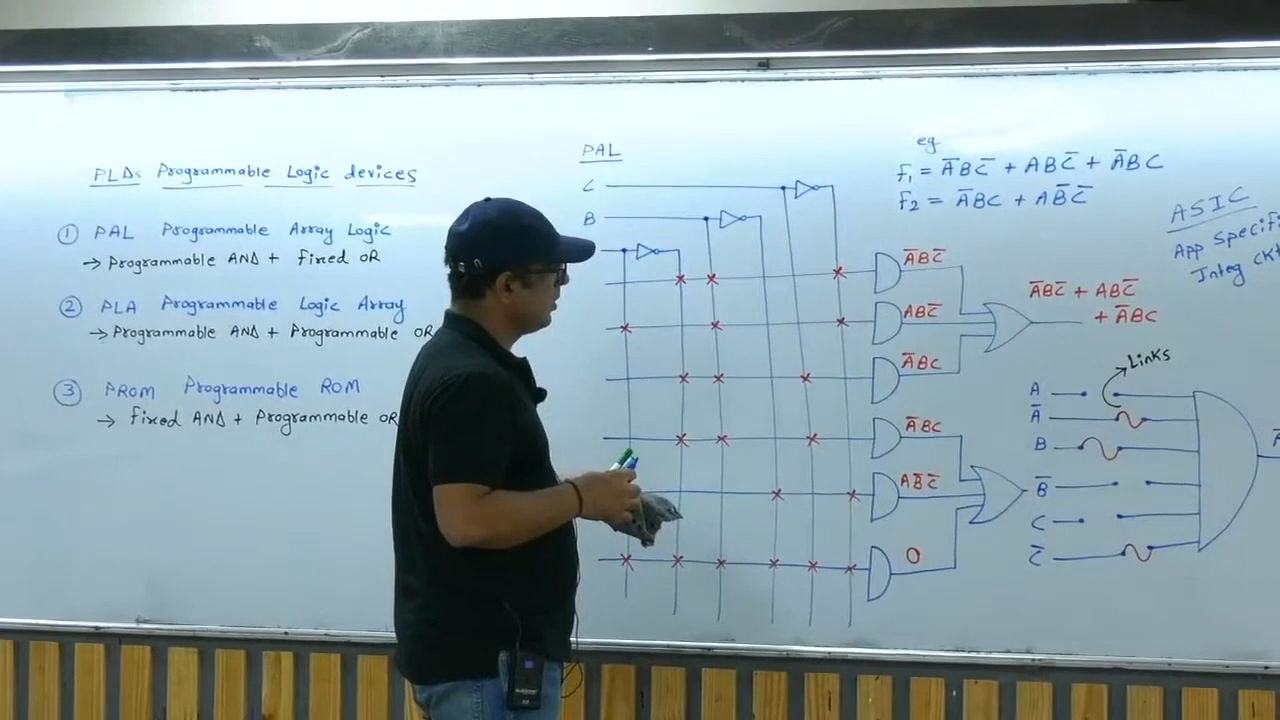 PLDs Programmable Logic devices
① PAL Programmable Array Logic
→ Programmable AND + fixed OR
② PLA Programmable Logic Array
→ Programmable AND + Programmable OR
③ PROM Programmable ROM
→ fixed AND + Programmable OR
PAL
C
B
eg
F₁ = A̅BC̅ + ABC̅ + A̅BC
F₂ = A̅BC + AB̅C̅
ASIC
App Specifi
Integ CKT
A̅BC̅
ABC̅
A̅BC
A̅BC
AB̅C̅
0
A̅BC̅ + ABC̅
+ A̅BC
Links
A
A̅
B
B̅
C
C̅